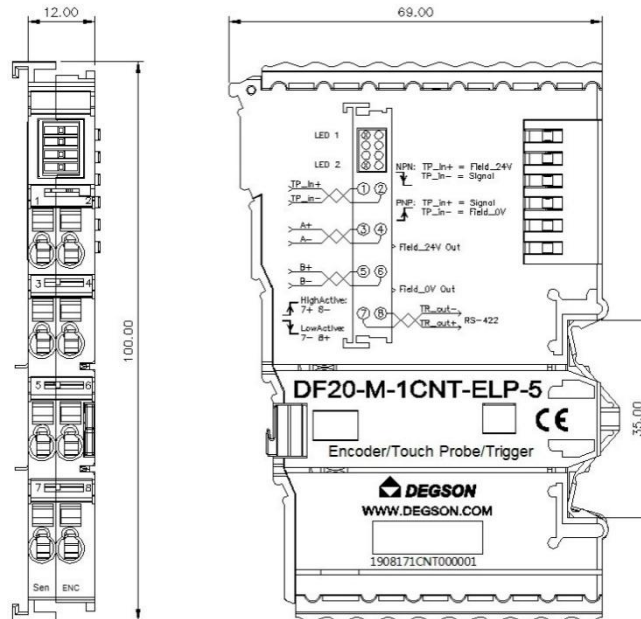 12.00
69.00
100.00
35.00
1 2
3 4
5 6
7 8
Sen ENC
LED 1
LED 2
TP_In+
TP_in-
1 2
A+
A-
3 4
B+
B-
5 6
HighActive:
7+ 8-
LowActive:
7- 8+
7 8
NPN: TP_In+ = Field_24V
TP_In- = Signal
PNP: TP_In+ = Signal
TP_In- = Field_0V
Field_24V Out
Field_0V Out
TR_out-
RS-422
TR_out+
DF20-M-1CNT-ELP-5
CE
Encoder/Touch Probe/Trigger
DEGSON
WWW.DEGSON.COM
1908171CNT000001